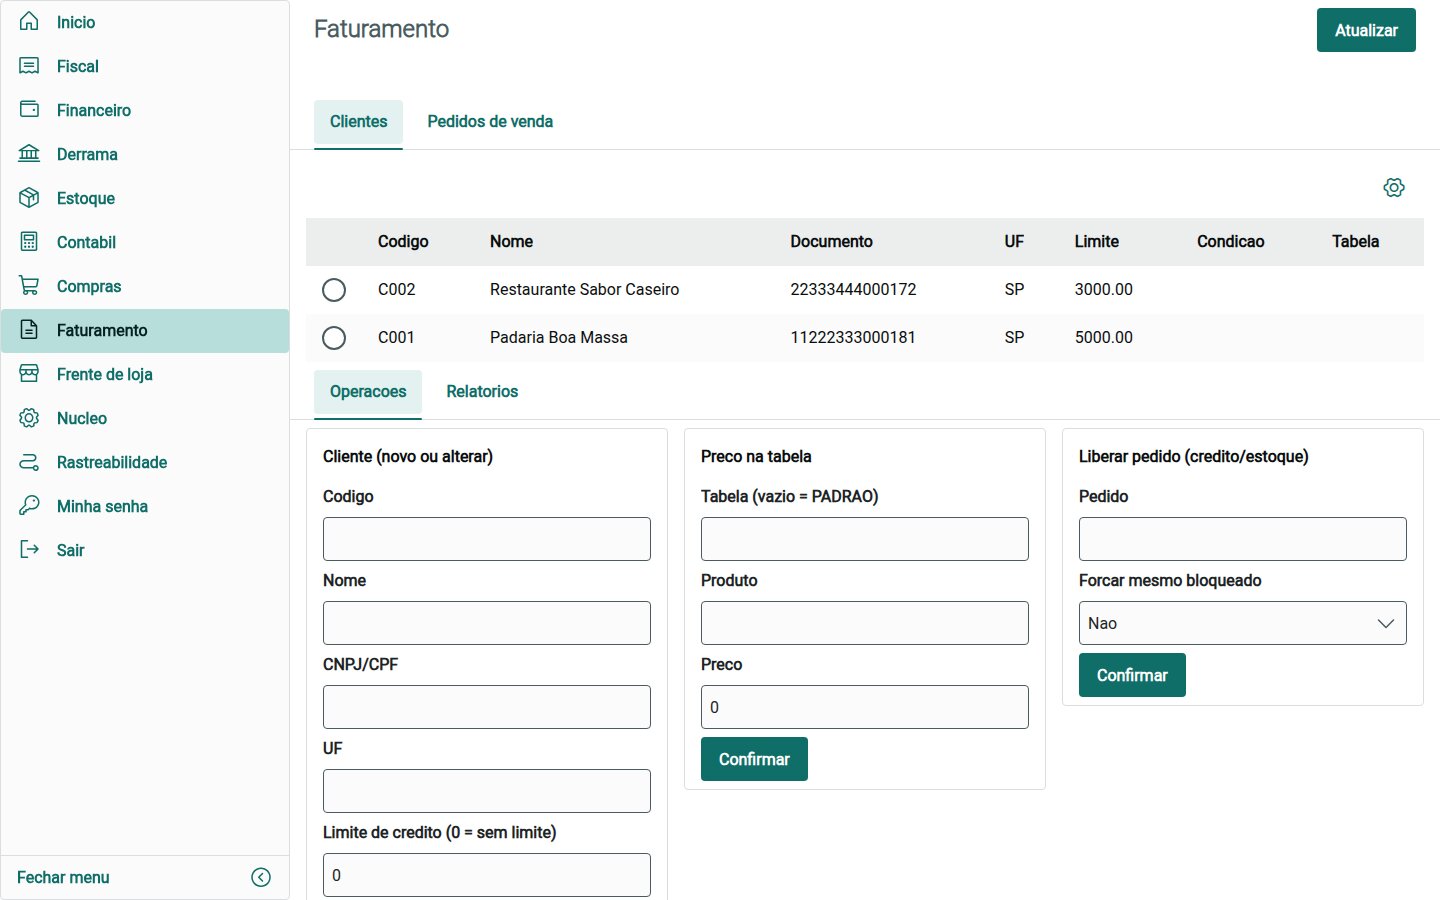 Inicio
Fiscal
Financeiro
Derrama
Estoque
Contabil
Compras
Faturamento
Frente de loja
Nucleo
Rastreabilidade
Minha senha
Sair
Fechar menu
Faturamento
Atualizar
Clientes Pedidos de venda
Codigo Nome Documento UF Limite Condicao Tabela
C002 Restaurante Sabor Caseiro 22333444000172 SP 3000.00
C001 Padaria Boa Massa 11222333000181 SP 5000.00
Operacoes Relatorios
Cliente (novo ou alterar)
Codigo
Nome
CNPJ/CPF
UF
Limite de credito (0 = sem limite)
0
Preco na tabela
Tabela (vazio = PADRAO)
Produto
Preco
0
Confirmar
Liberar pedido (credito/estoque)
Pedido
Forcar mesmo bloqueado
Nao
Confirmar